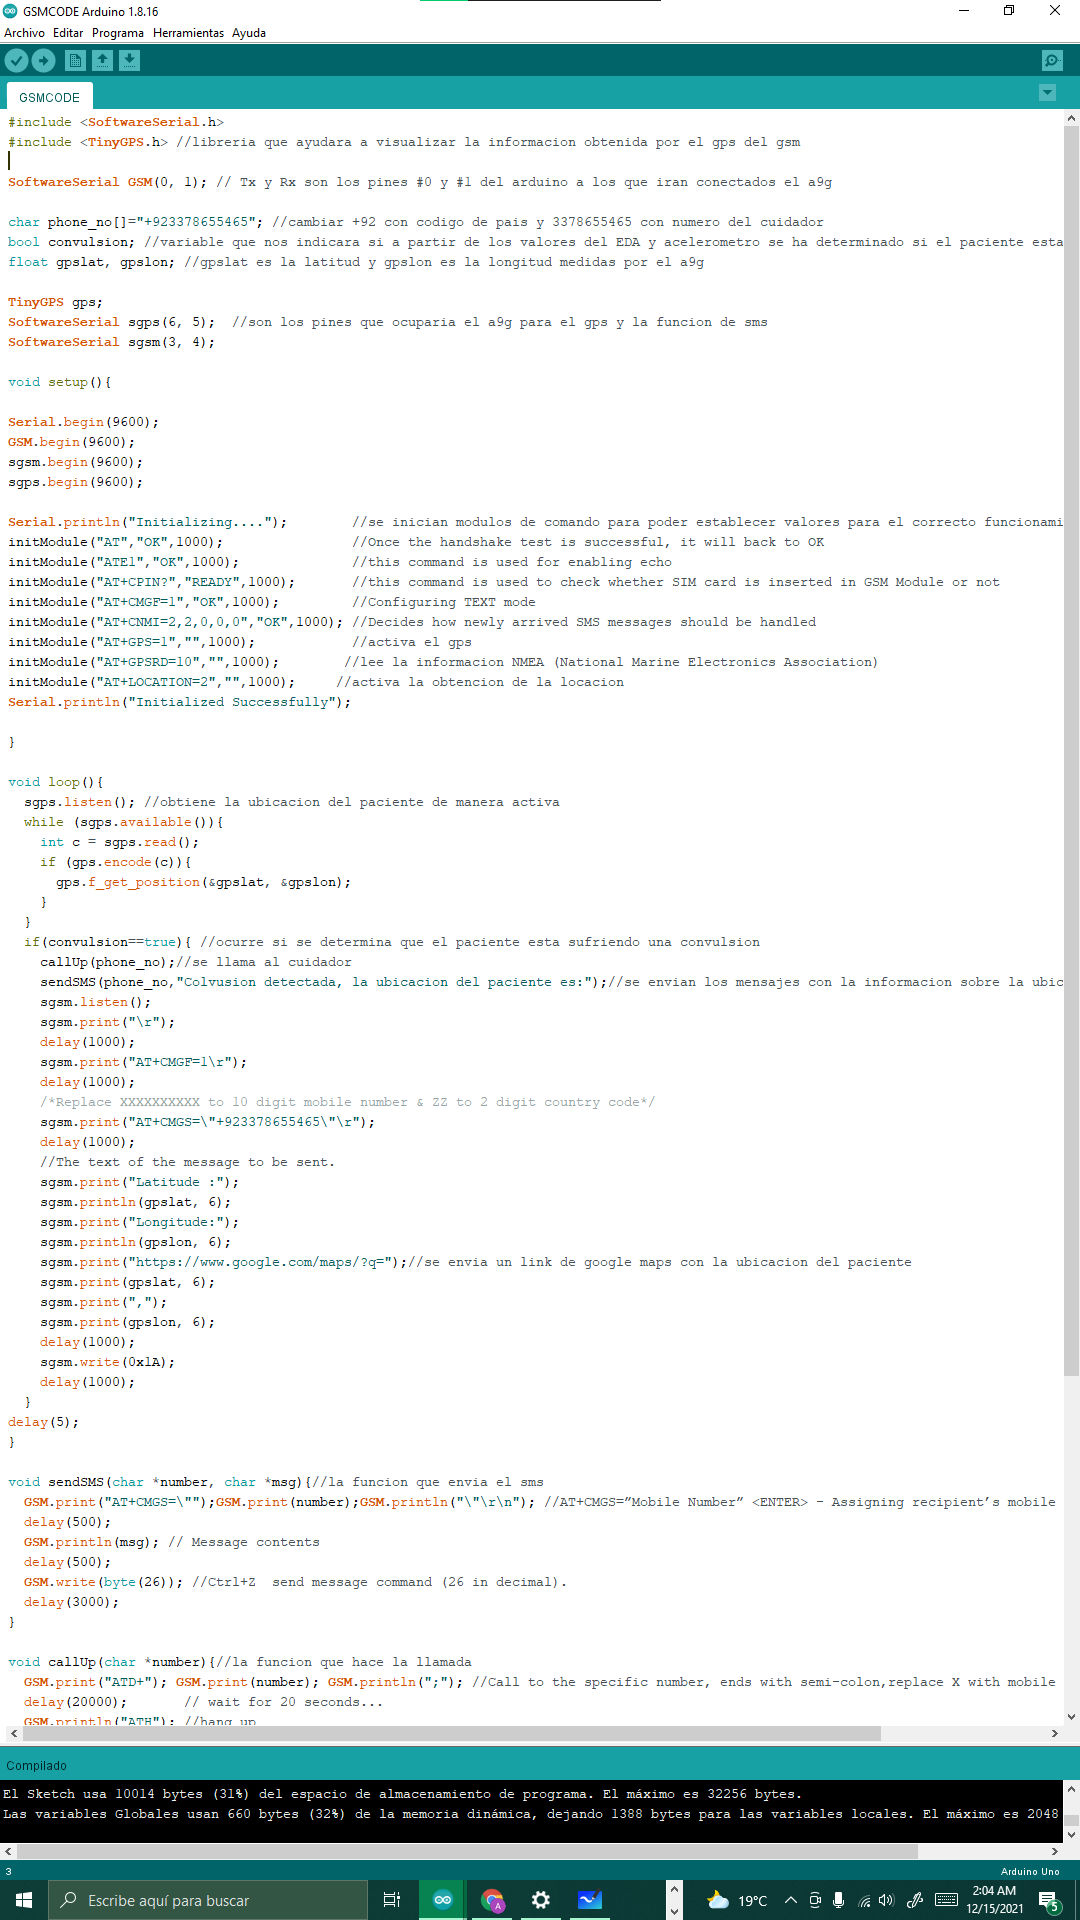 GSMCODE Arduino 1.8.16
Archivo Editar Programa Herramientas Ayuda
GSMCODE
#include <SoftwareSerial.h>
#include <TinyGPS.h> //libreria que ayudara a visualizar la informacion obtenida por el gps del gsm
SoftwareSerial GSM(0, 1); // Tx y Rx son los pines #0 y #1 del arduino a los que iran conectados el a9g
char phone_no[]="+923378655465"; //cambiar +92 con codigo de pais y 3378655465 con numero del cuidador
bool convulsion; //variable que nos indicara si a partir de los valores del EDA y acelerometro se ha determinado si el paciente esta
float gpslat, gpslon; //gpslat es la latitud y gpslon es la longitud medidas por el a9g
TinyGPS gps;
SoftwareSerial sgps(6, 5);  //son los pines que ocuparia el a9g para el gps y la funcion de sms
SoftwareSerial sgsm(3, 4);
void setup(){
Serial.begin(9600);
GSM.begin(9600);
sgsm.begin(9600);
sgps.begin(9600);
Serial.println("Initializing....");        //se inician modulos de comando para poder establecer valores para el correcto funcionami
initModule("AT","OK",1000);                //Once the handshake test is successful, it will back to OK
initModule("ATE1","OK",1000);              //this command is used for enabling echo
initModule("AT+CPIN?","READY",1000);       //this command is used to check whether SIM card is inserted in GSM Module or not
initModule("AT+CMGF=1","OK",1000);         //Configuring TEXT mode
initModule("AT+CNMI=2,2,0,0,0","OK",1000); //Decides how newly arrived SMS messages should be handled
initModule("AT+GPS=1","",1000);            //activa el gps
initModule("AT+GPSRD=10","",1000);        //lee la informacion NMEA (National Marine Electronics Association)
initModule("AT+LOCATION=2","",1000);     //activa la obtencion de la locacion
Serial.println("Initialized Successfully");
}
void loop(){
  sgps.listen(); //obtiene la ubicacion del paciente de manera activa
  while (sgps.available()){
    int c = sgps.read();
    if (gps.encode(c)){
      gps.f_get_position(&gpslat, &gpslon);
    }
  }
  if(convulsion==true){ //ocurre si se determina que el paciente esta sufriendo una convulsion
    callUp(phone_no);//se llama al cuidador
    sendSMS(phone_no,"Colvusion detectada, la ubicacion del paciente es:");//se envian los mensajes con la informacion sobre la ubic
    sgsm.listen();
    sgsm.print("\r");
    delay(1000);
    sgsm.print("AT+CMGF=1\r");
    delay(1000);
    /*Replace XXXXXXXXXX to 10 digit mobile number & ZZ to 2 digit country code*/
    sgsm.print("AT+CMGS=\"+923378655465\"\r");
    delay(1000);
    //The text of the message to be sent.
    sgsm.print("Latitude :");
    sgsm.println(gpslat, 6);
    sgsm.print("Longitude:");
    sgsm.println(gpslon, 6);
    sgsm.print("https://www.google.com/maps/?q=");//se envia un link de google maps con la ubicacion del paciente
    sgsm.print(gpslat, 6);
    sgsm.print(",");
    sgsm.print(gpslon, 6);
    delay(1000);
    sgsm.write(0x1A);
    delay(1000);
  }
delay(5);
}
void sendSMS(char *number, char *msg){//la funcion que envia el sms
  GSM.print("AT+CMGS=\"");GSM.print(number);GSM.println("\"\r\n"); //AT+CMGS=”Mobile Number” <ENTER> - Assigning recipient’s mobile
  delay(500);
  GSM.println(msg); // Message contents
  delay(500);
  GSM.write(byte(26)); //Ctrl+Z  send message command (26 in decimal).
  delay(3000);
}
void callUp(char *number){//la funcion que hace la llamada
  GSM.print("ATD+"); GSM.print(number); GSM.println(";"); //Call to the specific number, ends with semi-colon,replace X with mobile
  delay(20000);       // wait for 20 seconds...
  GSM.println("ATH"); //hang up
Compilado
El Sketch usa 10014 bytes (31%) del espacio de almacenamiento de programa. El máximo es 32256 bytes.
Las variables Globales usan 660 bytes (32%) de la memoria dinámica, dejando 1388 bytes para las variables locales. El máximo es 2048
3
Arduino Uno
Escribe aquí para buscar
A
19°C
2:04 AM
12/15/2021
5